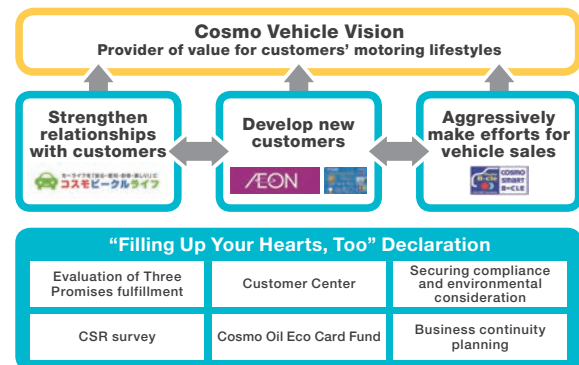 Cosmo Vehicle Vision
Provider of value for customers’ motoring lifestyles
Strengthen
relationships
with customers
コスモビークルライフ
Develop new
customers
ÆON
Aggressively
make efforts for
vehicle sales
B-cle
COSMO
SMART
B-CLE
“Filling Up Your Hearts, Too” Declaration
Evaluation of Three
Promises fulfillment
Customer Center
Securing compliance
and environmental
consideration
CSR survey
Cosmo Oil Eco Card Fund
Business continuity
planning